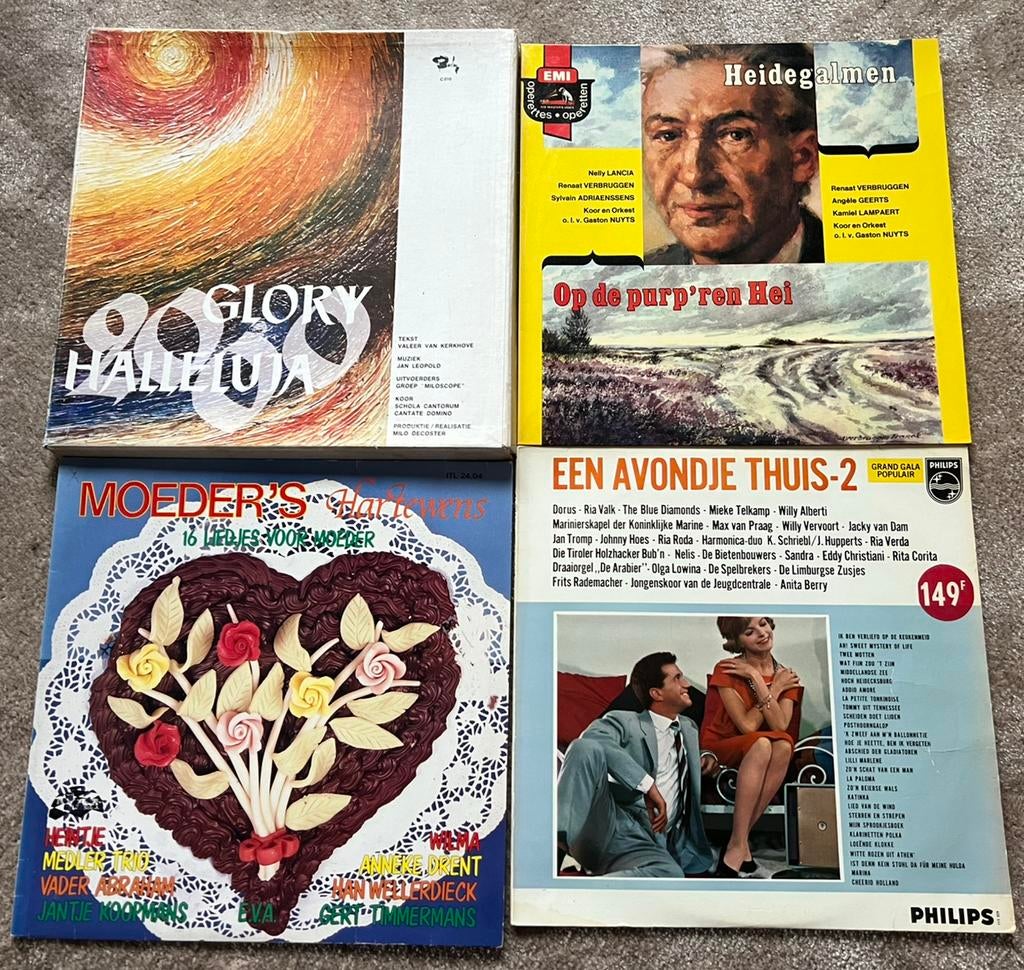 Barclay
GLORY
HALLELUJA
2000
TEKST
VALEER VAN KERKHOVE
MUZIEK
JAN LEOPOLD
UITVOERDERS
GROEP "MILOSCOPE"
KOOR
SCHOLA CANTORUM
CANTATE DOMINO
PRODUKTIE / REALISATIE
MILO DECOSTER
EMI
operettes • operetten
Heidegalmen
Nelly LANCIA
Renaat VERBRUGGEN
Sylvain ADRIAENSSENS
Koor en Orkest
o. l. v. Gaston NUYTS
Renaat VERBRUGGEN
Angèle GEERTS
Kamiel LAMPAERT
Koor en Orkest
o. l. v. Gaston NUYTS
Op de purp'ren Hei
ITL 24.04
MOEDER'S Hartewens
16 LIEDJES VOOR MOEDER
HEINTJE
MEDLER TRIO
VADER ABRAHAM
JANTJE KOOPMANS
E.V.A.
WILMA
ANNEKE DRENT
HAN WELLERDIECK
GERT TIMMERMANS
EEN AVONDJE THUIS-2
GRAND GALA
POPULAIR
PHILIPS
Dorus - Ria Valk - The Blue Diamonds - Mieke Telkamp - Willy Alberti
Marinierskapel der Koninklijke Marine - Max van Praag - Willy Vervoort - Jacky van Dam
Jan Tromp - Johnny Hoes - Ria Roda - Harmonica-duo K. Schriebl/J. Hupperts - Ria Verda
Die Tiroler Holzhacker Bub'n - Nelis - De Bietenbouwers - Sandra - Eddy Christiani - Rita Corita
Draaiorgel „De Arabier" - Olga Lowina - De Spelbrekers - De Limburgse Zusjes
Frits Rademacher - Jongenskoor van de Jeugdcentrale - Anita Berry
149F
IK BEN VERLIEFD OP DE KEUKENMEID
AH! SWEET MYSTERY OF LIFE
TWEE MOTTEN
WAT FIJN ZOU 'T ZIJN
MIDDELLANDSE ZEE
HOCH HEIDECKSBURG
ADDIO AMORE
LA PETITE TONKINOISE
TOMMY UIT TENNESSEE
SCHEIDEN DOET LIJDEN
POSTHOORNGALOP
'K ZWEEF AAN M'N BALLONNETJE
HOE JE HEETTE, BEN IK VERGETEN
ABSCHIED DER GLADIATOREN
LILLI MARLENE
ZO'N SCHAT VAN EEN MAN
LA PALOMA
ZO'N BEIERSE WALS
KATINKA
LIED VAN DE WIND
STERREN EN STREPEN
MIJN SPROOKJESBOEK
KLARINETTEN POLKA
LOEËNDE KLOKKE
WITTE ROZEN UIT ATHEN'
IST DENN KEIN STUHL DA FÜR MEINE HULDA
MARINA
CHEERIO HOLLAND
PHILIPS